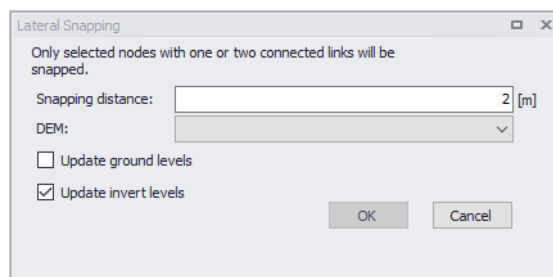 Lateral Snapping
Only selected nodes with one or two connected links will be
snapped.
Snapping distance: 2 [m]
DEM:
Update ground levels
Update invert levels
OK Cancel